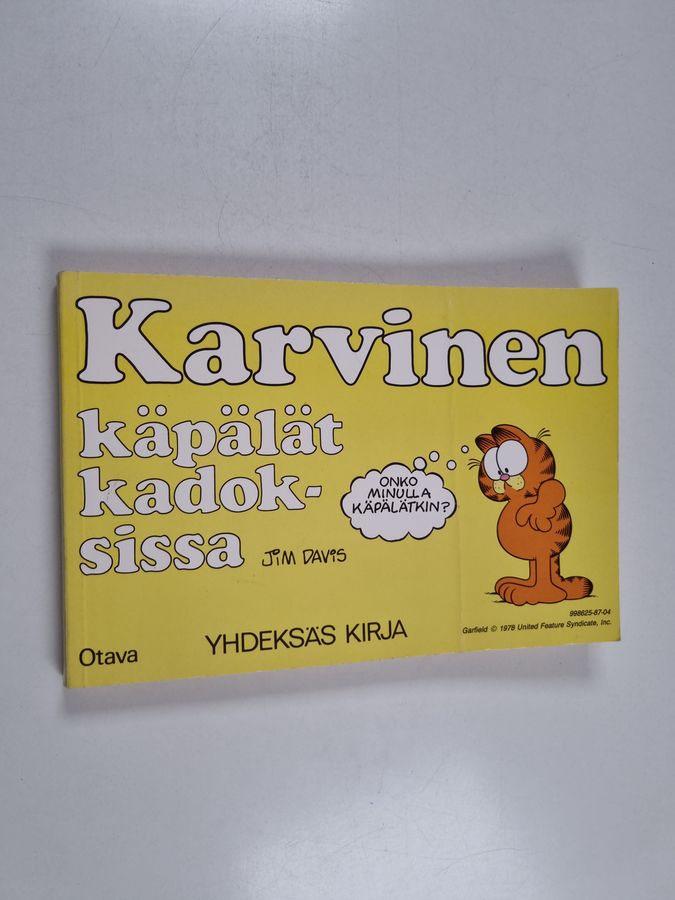 Karvinen
käpälät
kadok-
sissa
JIM DAVIS
ONKO
MINULLA
KÄPÄLÄTKIN?
998625-87-04
Garfield © 1978 United Feature Syndicate, Inc.
Otava
YHDEKSÄS KIRJA